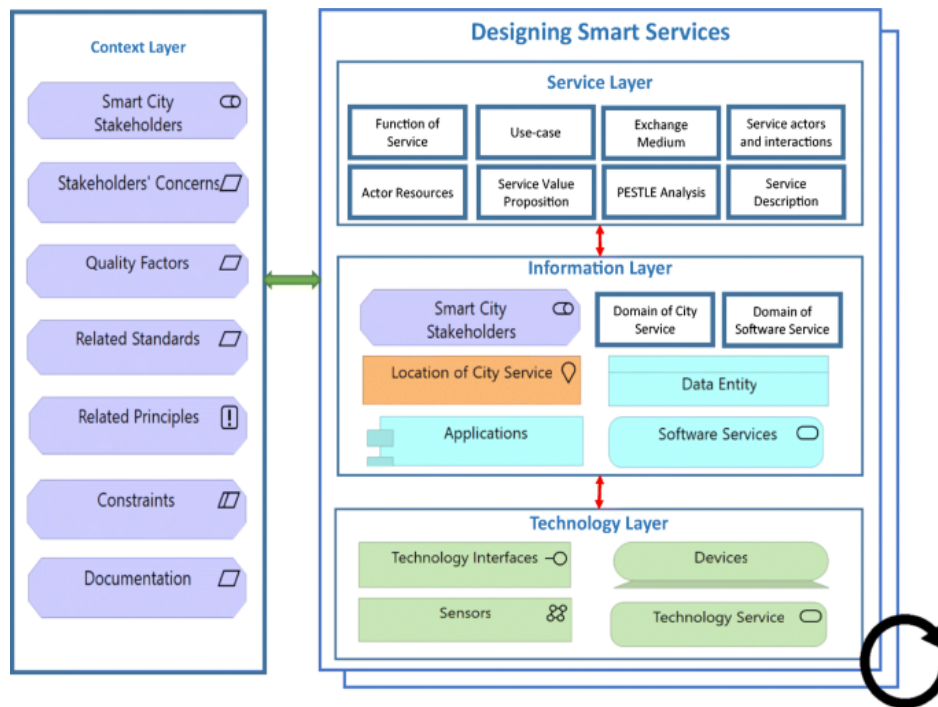 Context Layer
Smart City
Stakeholders
Stakeholders' Concerns
Quality Factors
Related Standards
Related Principles
Constraints
Documentation
Designing Smart Services
Service Layer
Function of
Service
Use-case
Exchange
Medium
Service actors
and interactions
Actor Resources
Service Value
Proposition
PESTLE Analysis
Service
Description
Information Layer
Smart City
Stakeholders
Domain of City
Service
Domain of
Software Service
Location of City Service
Data Entity
Applications
Software Services
Technology Layer
Technology Interfaces
Devices
Sensors
Technology Service